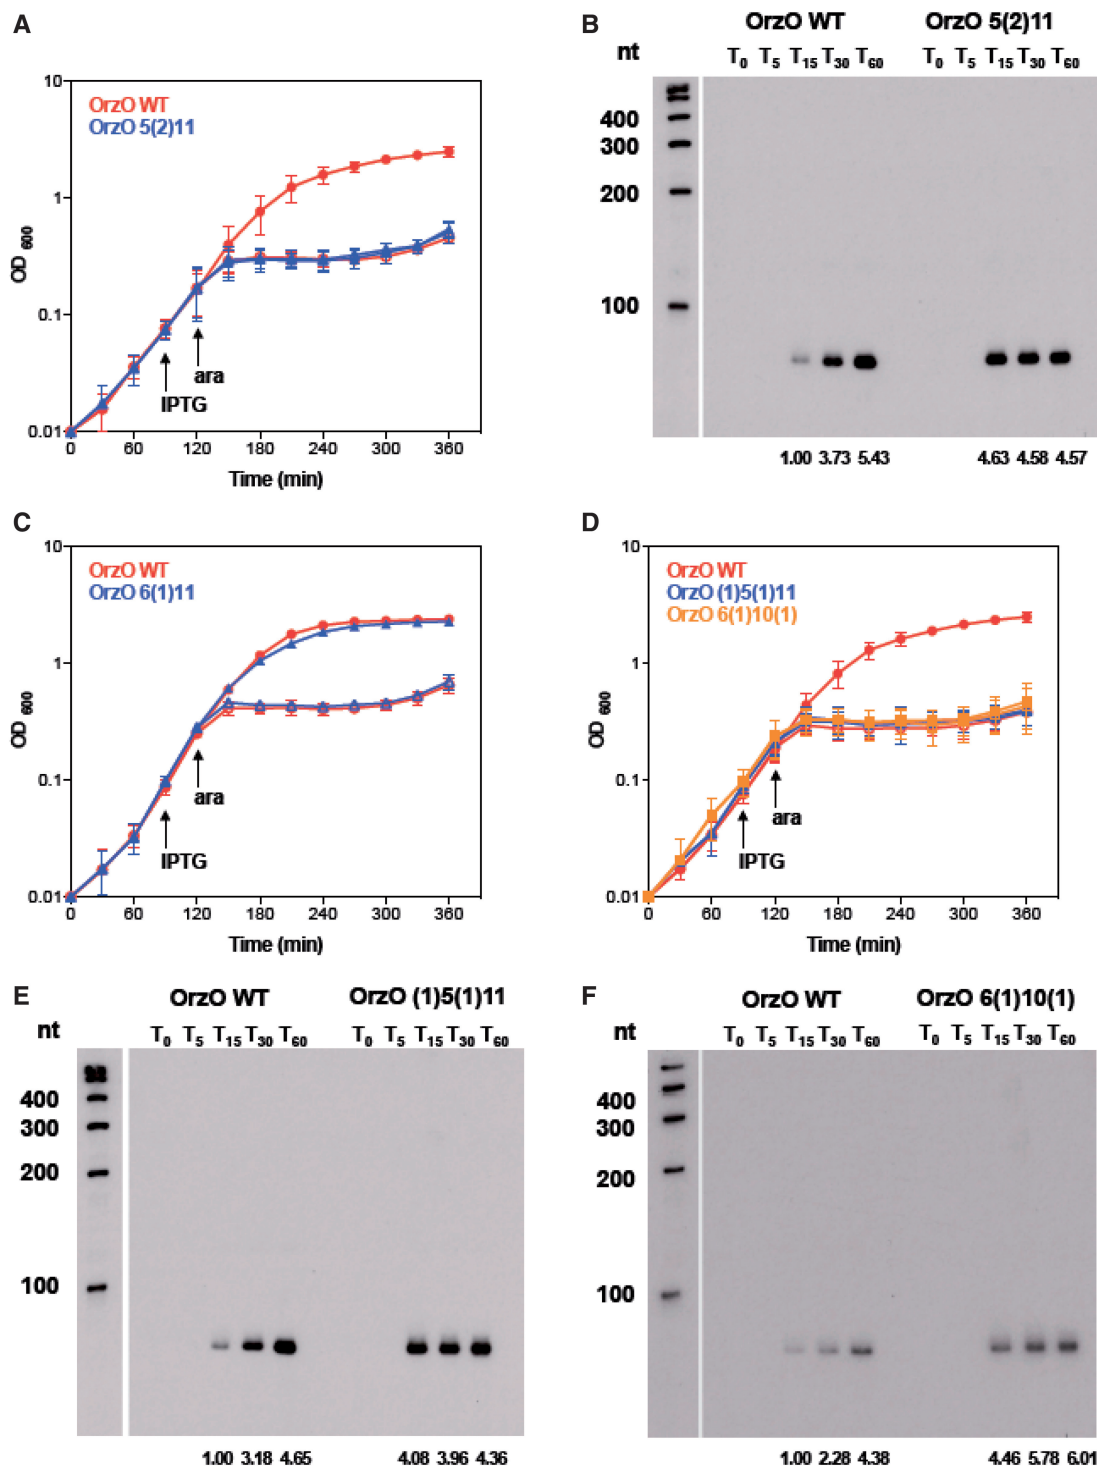 A
10
1
0.1
0.01
OD 600
OrzO WT
OrzO 5(2)11
ara
IPTG
0 60 120 180 240 300 360
Time (min)
B
OrzO WT OrzO 5(2)11
nt T0 T5 T15 T30 T60 T0 T5 T15 T30 T60
400
300
200
100
1.00 3.73 5.43 4.63 4.58 4.57
C
10
1
0.1
0.01
OD 600
OrzO WT
OrzO 6(1)11
ara
IPTG
0 60 120 180 240 300 360
Time (min)
D
10
1
0.1
0.01
OD 600
OrzO WT
OrzO (1)5(1)11
OrzO 6(1)10(1)
ara
IPTG
0 60 120 180 240 300 360
Time (min)
E
OrzO WT OrzO (1)5(1)11
nt T0 T5 T15 T30 T60 T0 T5 T15 T30 T60
400
300
200
100
1.00 3.18 4.65 4.08 3.96 4.36
F
OrzO WT OrzO 6(1)10(1)
nt T0 T5 T15 T30 T60 T0 T5 T15 T30 T60
400
300
200
100
1.00 2.28 4.38 4.46 5.78 6.01